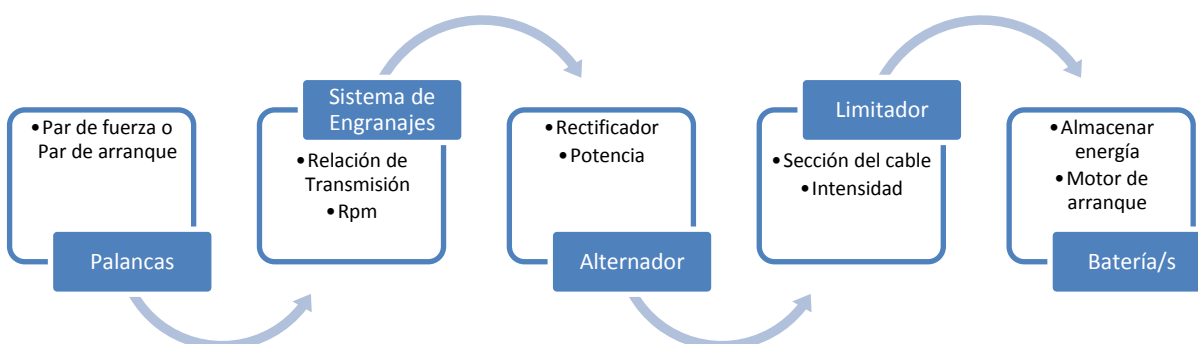 • Par de fuerza o
Par de arranque
Palancas
Sistema de
Engranajes
• Relación de
Transmisión
• Rpm
• Rectificador
• Potencia
Alternador
Limitador
• Sección del cable
• Intensidad
• Almacenar
energía
• Motor de
arranque
Batería/s